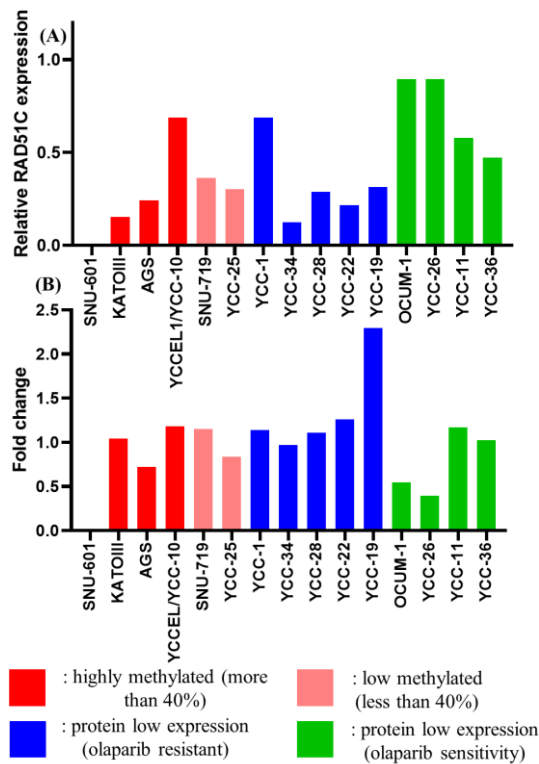 (A)
Relative RAD51C expression
1.0
0.5
0.0
SNU-601
KATOIII
AGS
YCCEL1/YCC-10
SNU-719
YCC-25
YCC-1
YCC-34
YCC-28
YCC-22
YCC-19
OCUM-1
YCC-26
YCC-11
YCC-36
(B)
Fold change
2.5
2.0
1.5
1.0
0.5
0.0
SNU-601
KATOIII
AGS
YCCEL/YCC-10
SNU-719
YCC-25
YCC-1
YCC-34
YCC-28
YCC-22
YCC-19
OCUM-1
YCC-26
YCC-11
YCC-36
: highly methylated (more
than 40%)
: low methylated
(less than 40%)
: protein low expression
(olaparib resistant)
: protein low expression
(olaparib sensitivity)